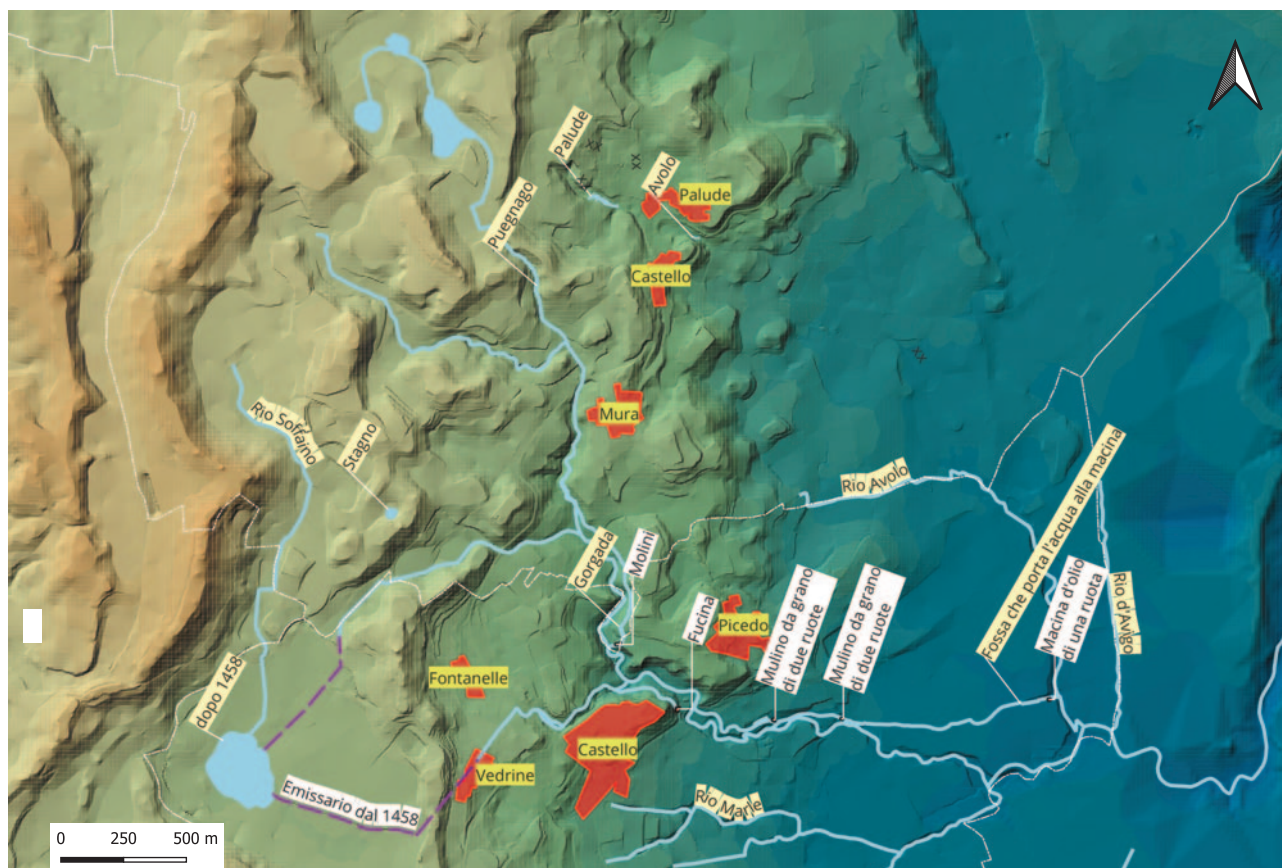 Palude
Avolo
Palude
Puegnago
Castello
Mura
Rio Soffaino
Stagno
Rio Avolo
Gorgada
Molini
Fucina
Picedo
Mulino da grano
di due ruote
Mulino da grano
di due ruote
Fossa che porta l'acqua alla macina
Macina d'olio
di una ruota
Rio d'Avigo
Fontanelle
dopo 1458
Castello
Vedrine
Emissario dal 1458
Rio Marle
0 250 500 m